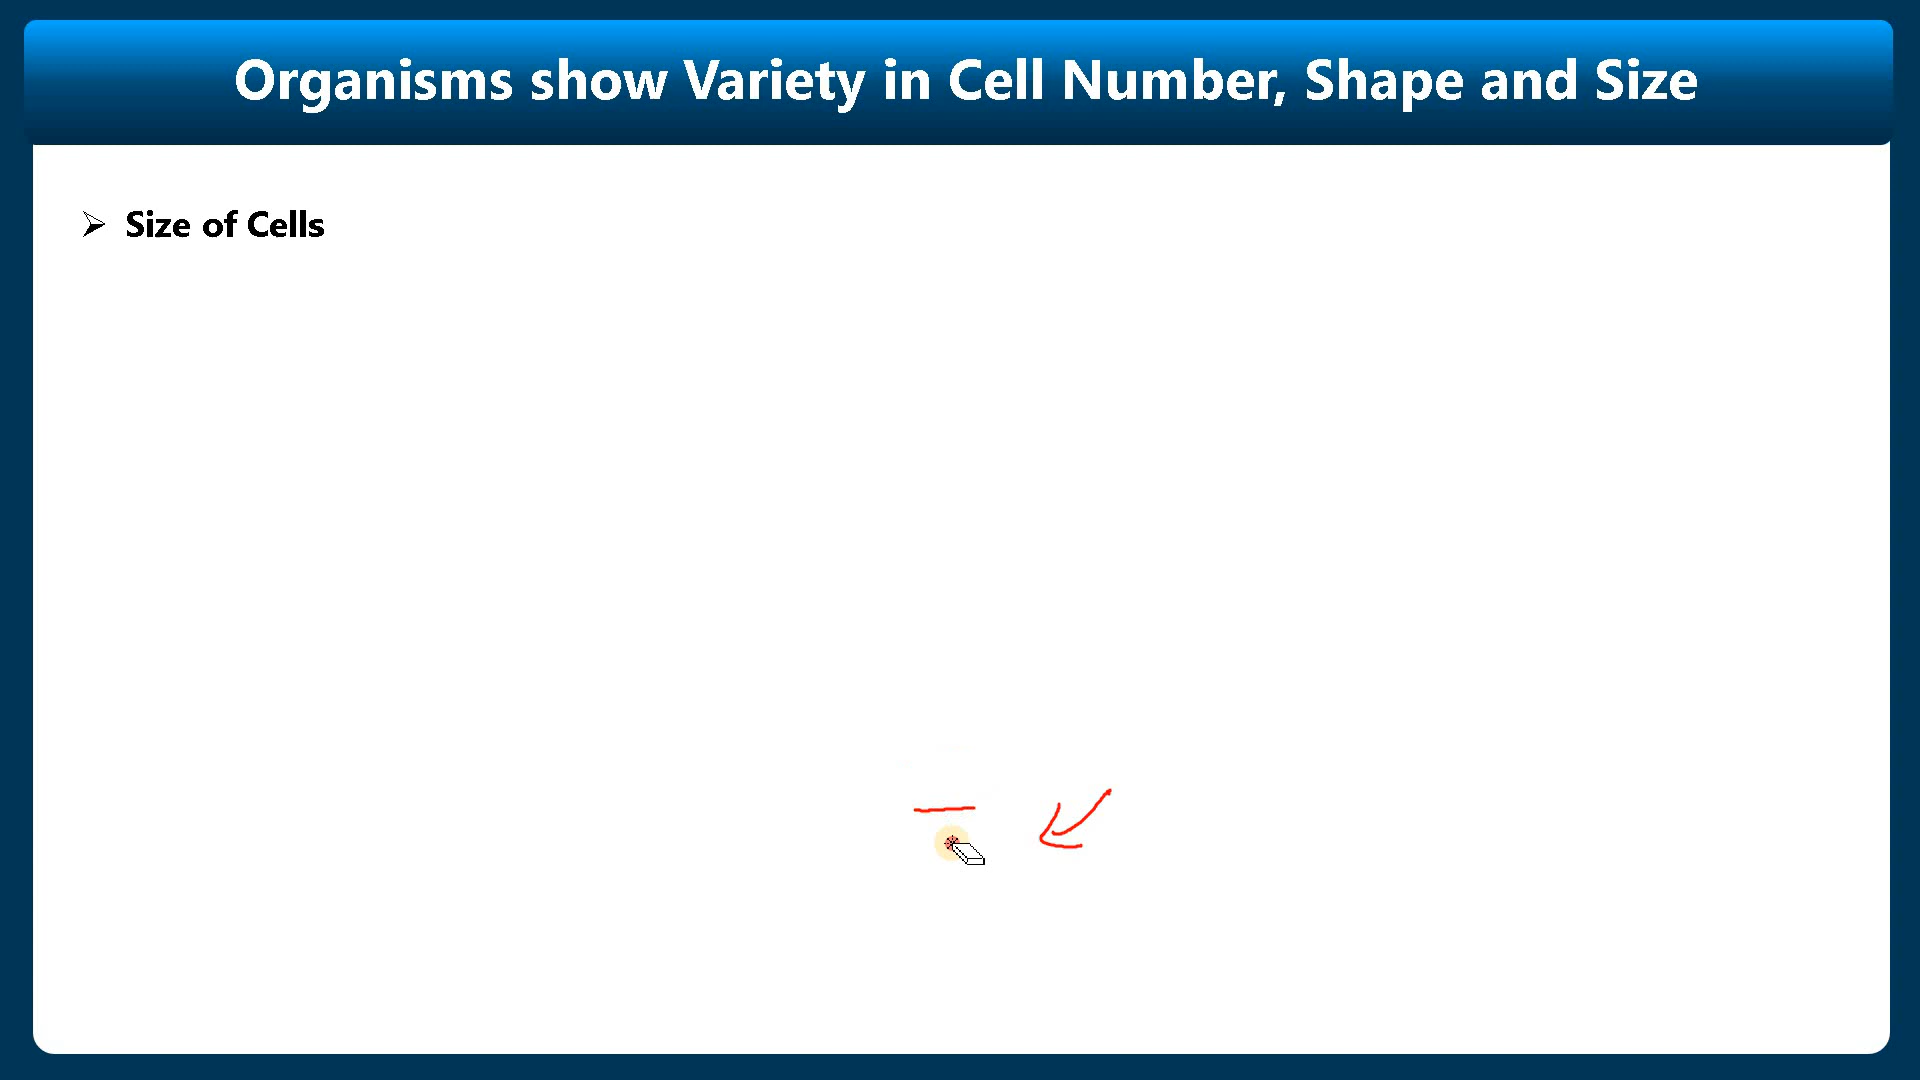 Organisms show Variety in Cell Number, Shape and Size
Size of Cells